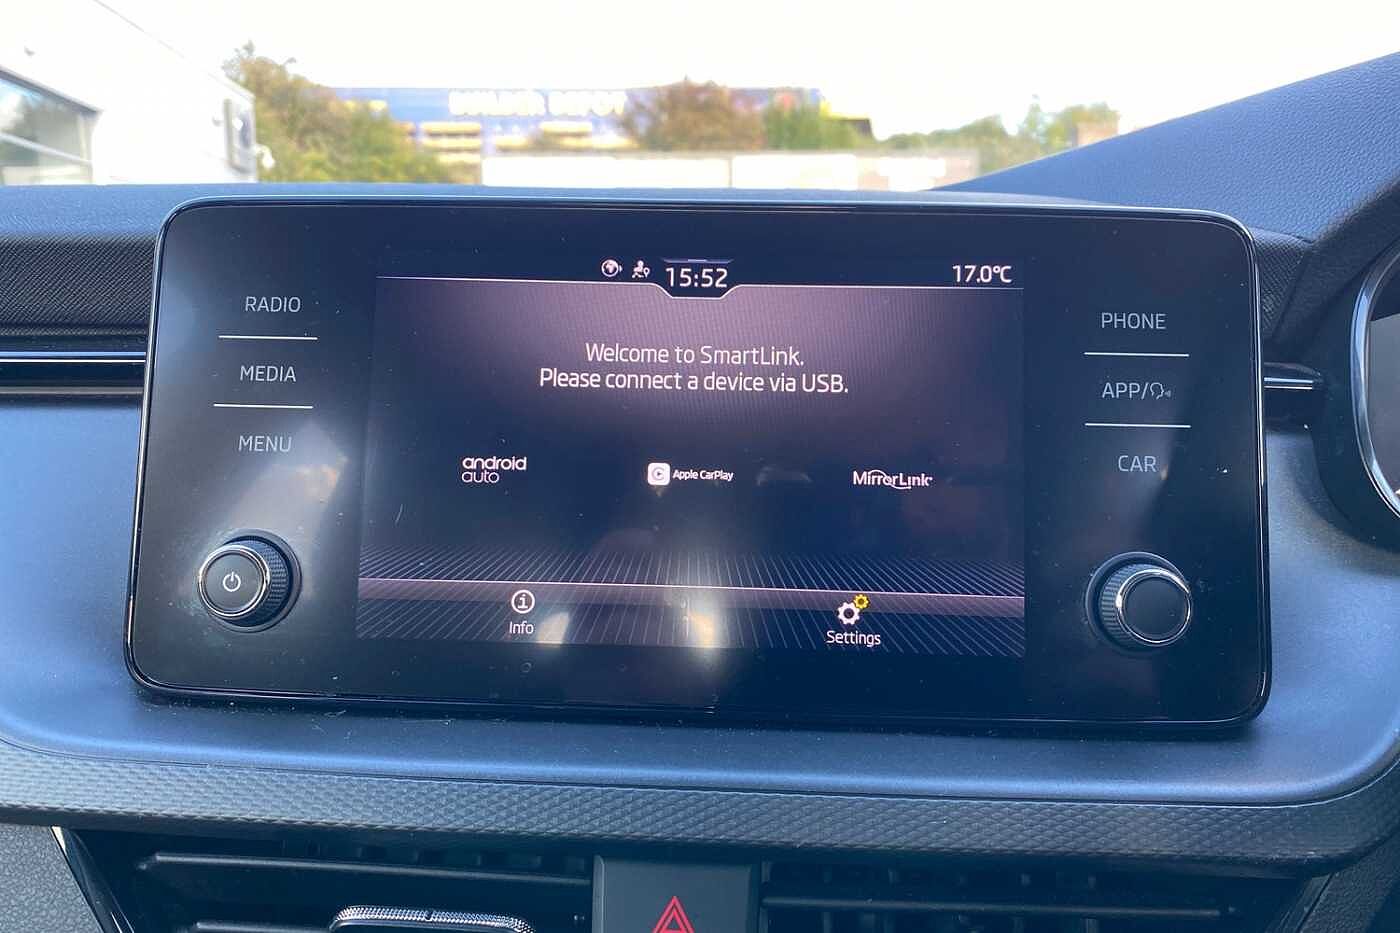 15:52
17.0°C
RADIO
MEDIA
MENU
Welcome to SmartLink.
Please connect a device via USB.
android
auto
Apple CarPlay
MirrorLink
Info
Settings
PHONE
APP/
CAR